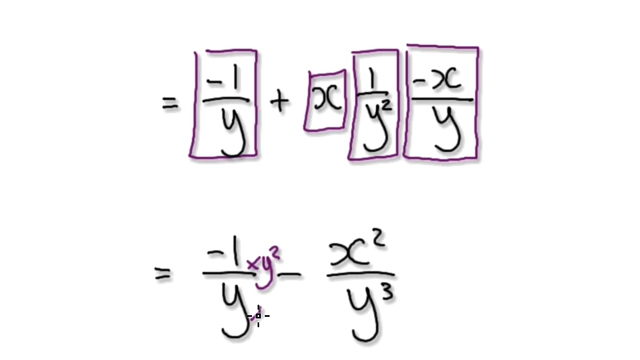 = -1/y + x 1/y² -x/y
= -1/y ×y² - x²/y³